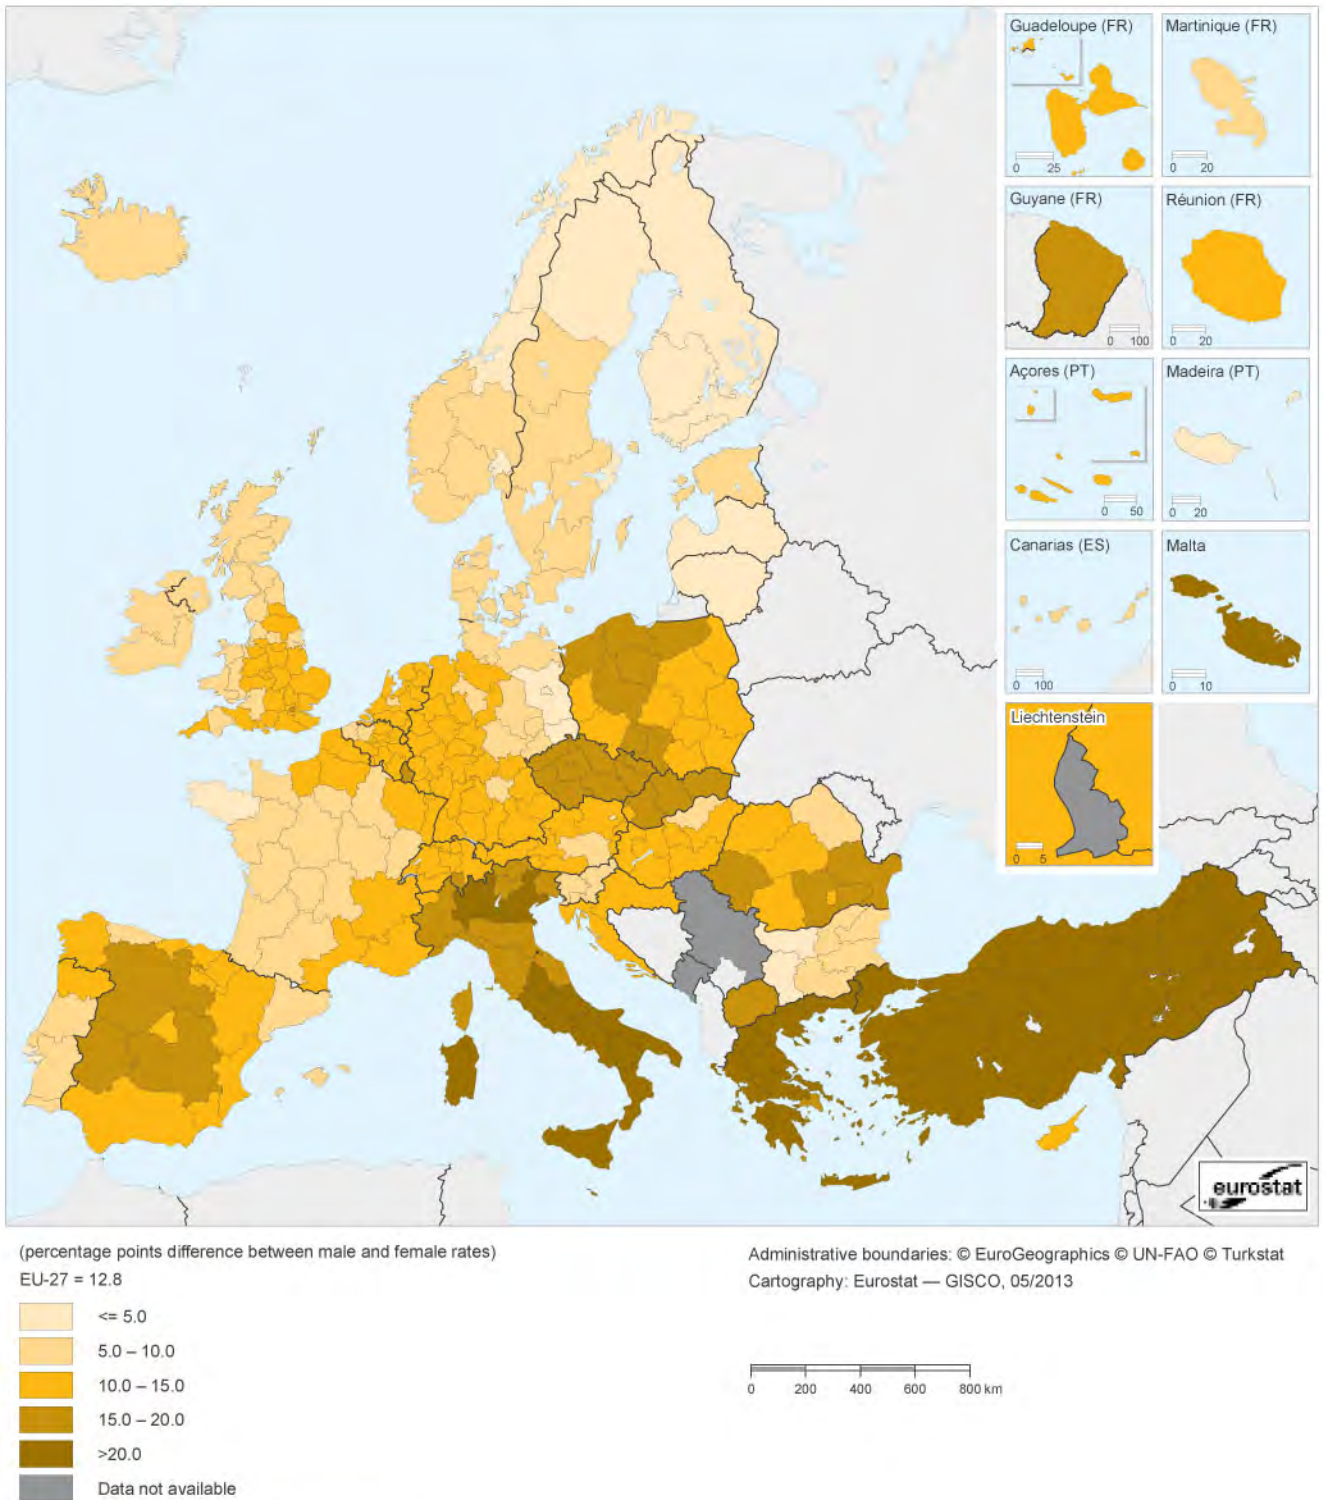 Guadeloupe (FR)
0 25
Martinique (FR)
0 20
Guyane (FR)
0 100
Réunion (FR)
0 20
Açores (PT)
0 50
Madeira (PT)
0 20
Canarias (ES)
0 100
Malta
0 10
Liechtenstein
0 5
eurostat
(percentage points difference between male and female rates)
EU-27 = 12.8
<= 5.0
5.0 – 10.0
10.0 – 15.0
15.0 – 20.0
>20.0
Data not available
Administrative boundaries: © EuroGeographics © UN-FAO © Turkstat
Cartography: Eurostat — GISCO, 05/2013
0 200 400 600 800 km